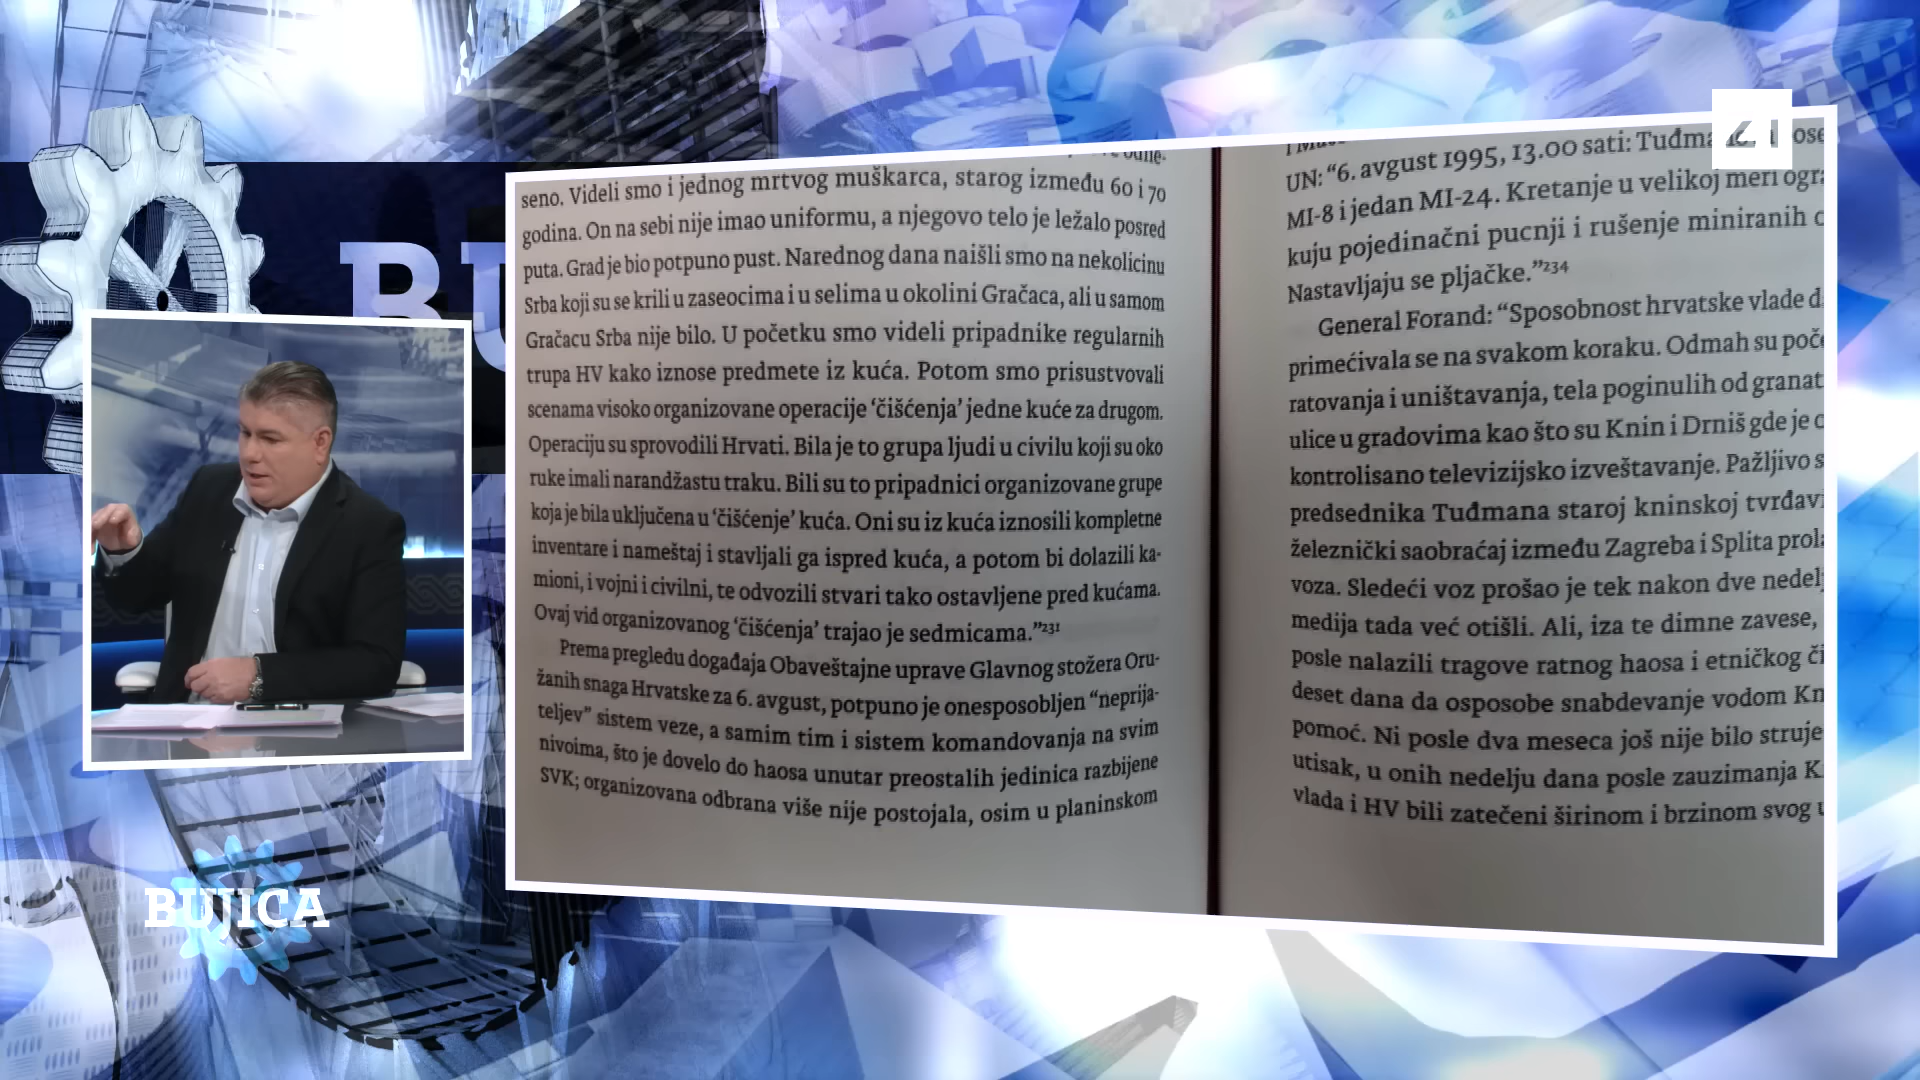 BU
seno. Videli smo i jednog mrtvog muškarca, starog između 60 i 70
godina. On na sebi nije imao uniformu, a njegovo telo je ležalo posred
puta. Grad je bio potpuno pust. Narednog dana naišli smo na nekolicinu
Srba koji su se krili u zaseocima i u selima u okolini Gračaca, ali u samom
Gračacu Srba nije bilo. U početku smo videli pripadnike regularnih
trupa HV kako iznose predmete iz kuća. Potom smo prisustvovali
scenama visoko organizovane operacije ‘čišćenja’ jedne kuće za drugom.
Operaciju su sprovodili Hrvati. Bila je to grupa ljudi u civilu koji su oko
ruke imali narandžastu traku. Bili su to pripadnici organizovane grupe
koja je bila uključena u ‘čišćenje’ kuća. Oni su iz kuća iznosili kompletne
inventare i nameštaj i stavljali ga ispred kuća, a potom bi dolazili ka-
mioni, i vojni i civilni, te odvozili stvari tako ostavljene pred kućama.
Ovaj vid organizovanog ‘čišćenja’ trajao je sedmicama.”231
Prema pregledu događaja Obaveštajne uprave Glavnog stožera Oru-
žanih snaga Hrvatske za 6. avgust, potpuno je onesposobljen “neprija-
teljev” sistem veze, a samim tim i sistem komandovanja na svim
nivoima, što je dovelo do haosa unutar preostalih jedinica razbijene
SVK; organizovana odbrana više nije postojala, osim u planinskom
UN: “6. avgust 1995, 13.00 sati:
MI-8 i jedan MI-24. Kretanje u velikoj meri
kuju pojedinačni pucnji i rušenje miniranih
Nastavljaju se pljačke.”234
General Forand: “Sposobnost hrvatske vlade
primećivala se na svakom koraku. Odmah su
ratovanja i uništavanja, tela poginulih od
ulice u gradovima kao što su Knin i Drniš gde je
kontrolisano televizijsko izveštavanje. Pažljivo
predsednika Tuđmana staroj kninskoj
železnički saobraćaj između Zagreba i Splita
voza. Sledeći voz prošao je tek nakon dve
medija tada već otišli. Ali, iza te dimne zavese,
posle nalazili tragove ratnog haosa i etničkog
deset dana da osposobe snabdevanje vodom
pomoć. Ni posle dva meseca još nije bilo struje
utisak, u onih nedelju dana posle zauzimanja
vlada i HV bili zatečeni širinom i brzinom svog
BUJICA